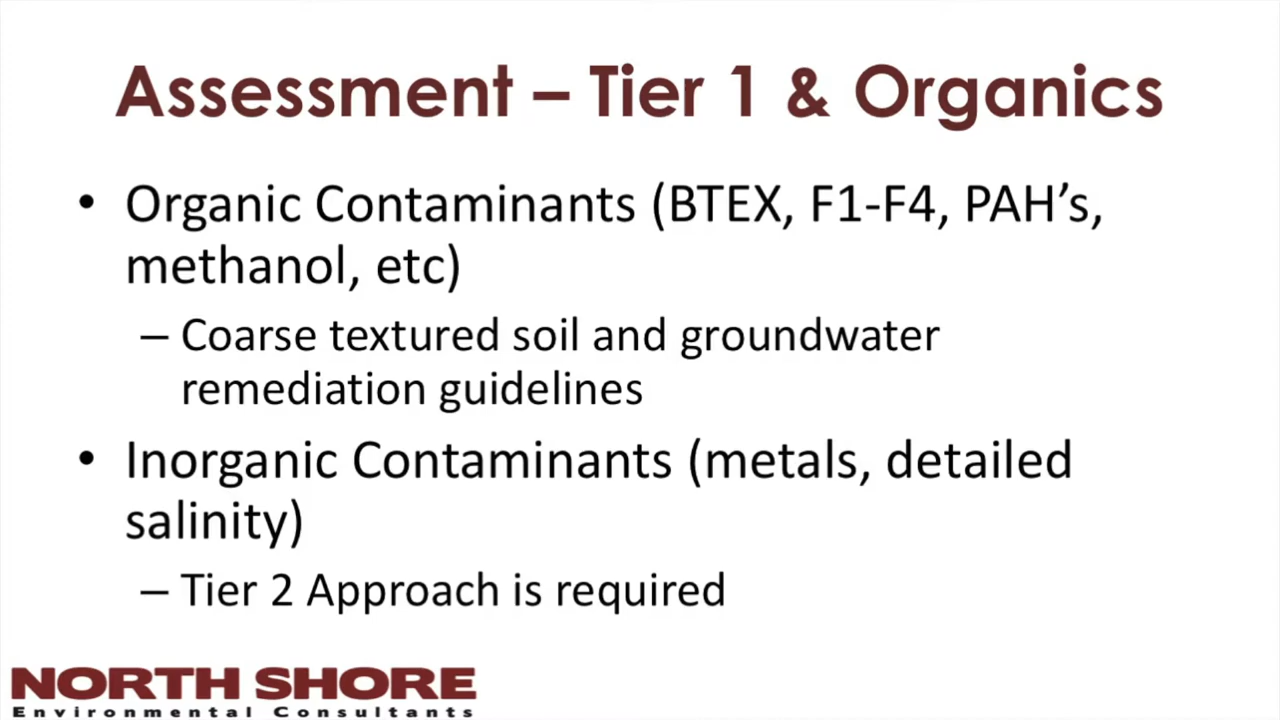 Assessment – Tier 1 & Organics
• Organic Contaminants (BTEX, F1-F4, PAH’s,
methanol, etc)
– Coarse textured soil and groundwater
remediation guidelines
• Inorganic Contaminants (metals, detailed
salinity)
– Tier 2 Approach is required
NORTH SHORE
Environmental Consultants